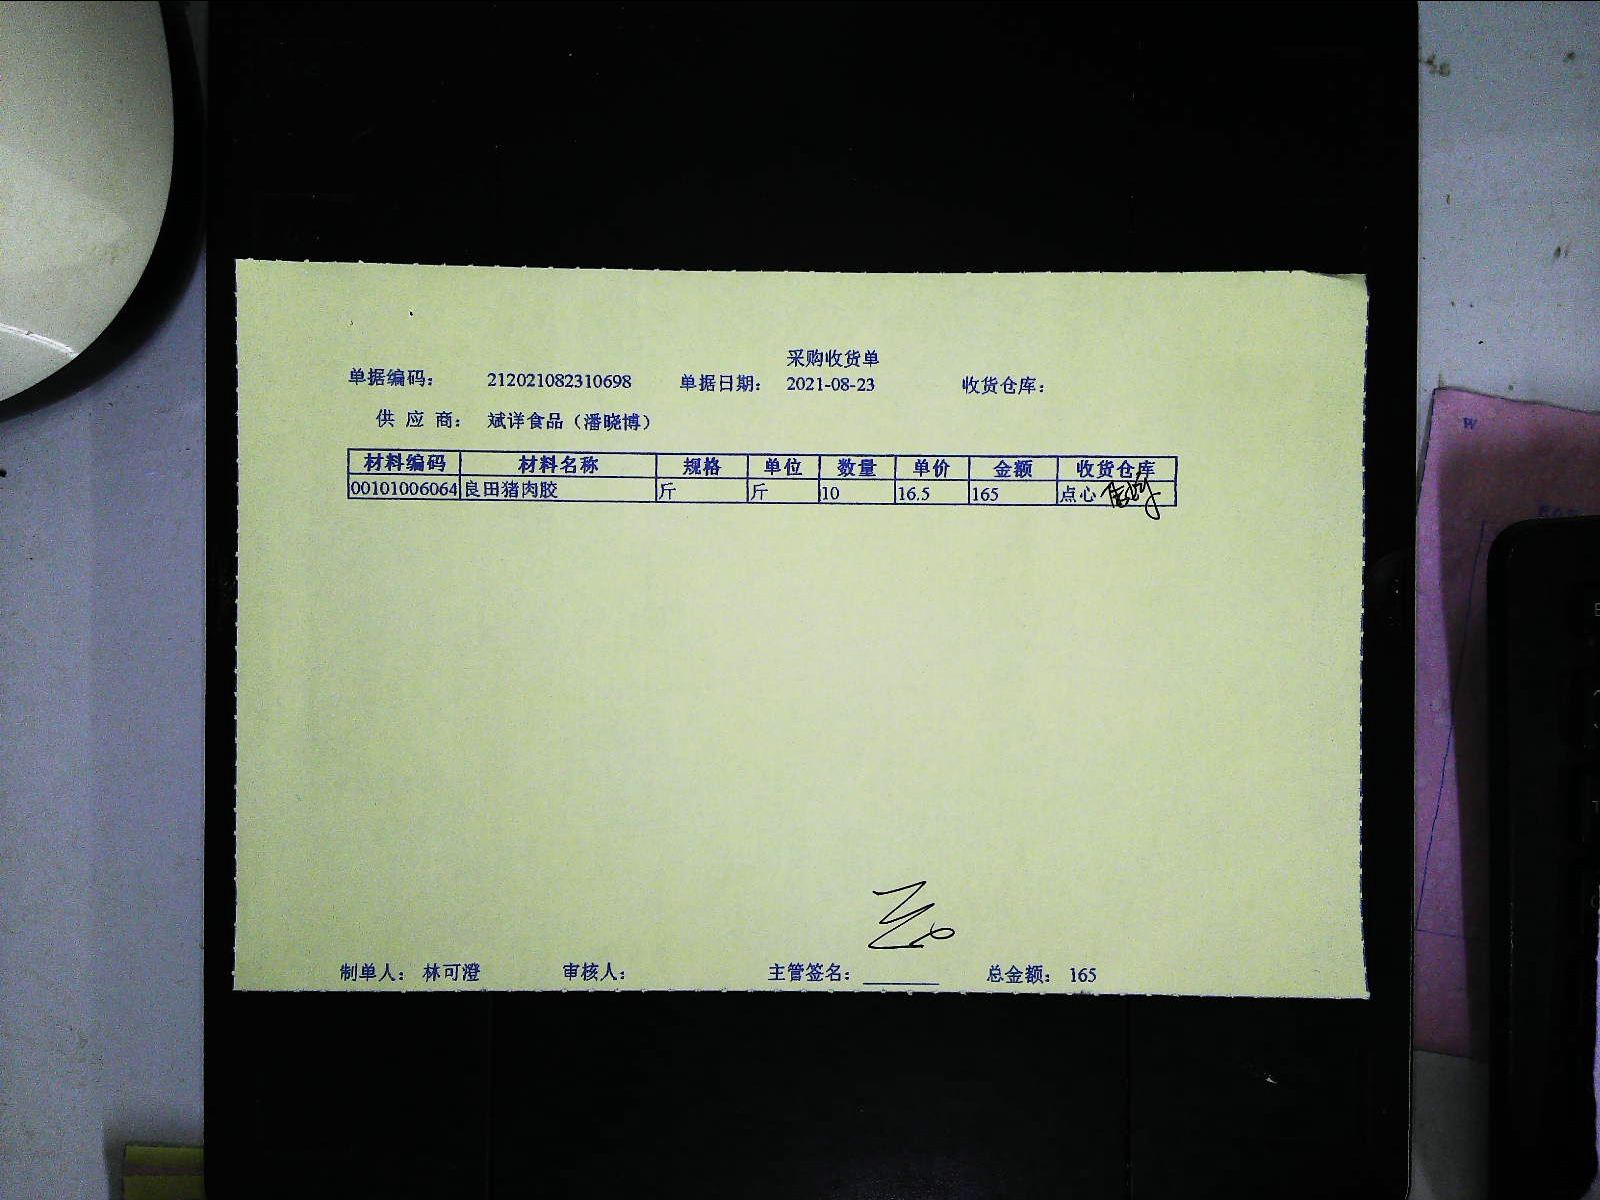 采购收货单
单据编码： 212021082310698 单据日期： 2021-08-23 收货仓库：
供 应 商： 斌洋食品（潘晓博）
材料编码 材料名称 规格 单位 数量 单价 金额 收货仓库
00101006064 良田猪肉胶 斤 斤 10 16.5 165 点心
制单人： 林可澄 审核人： 主管签名： 总金额： 165